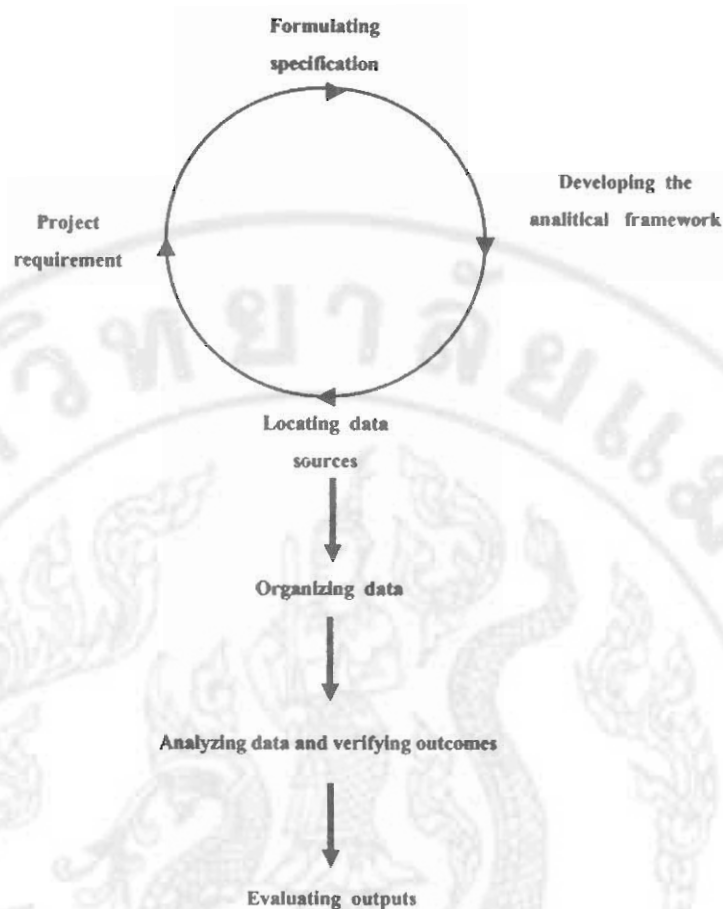 Formulating
specification
Developing the
analitical framework
Project
requirement
Locating data
sources
Organizing data
Analyzing data and verifying outcomes
Evaluating outputs